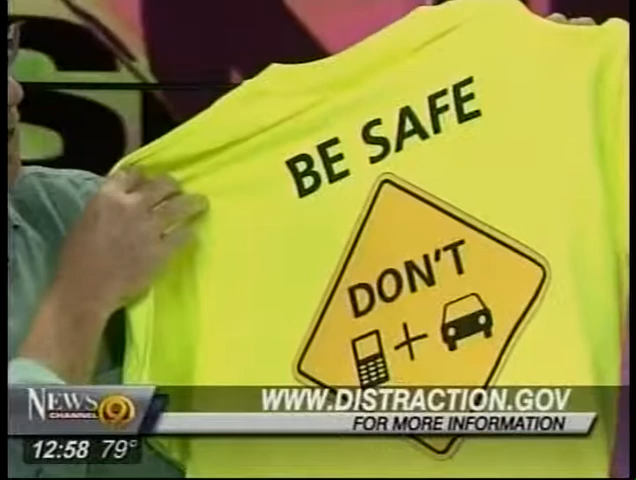 BE SAFE
DON'T
+
WWW.DISTRACTION.GOV
FOR MORE INFORMATION
NEWS 9
CHANNEL
12:58 79°